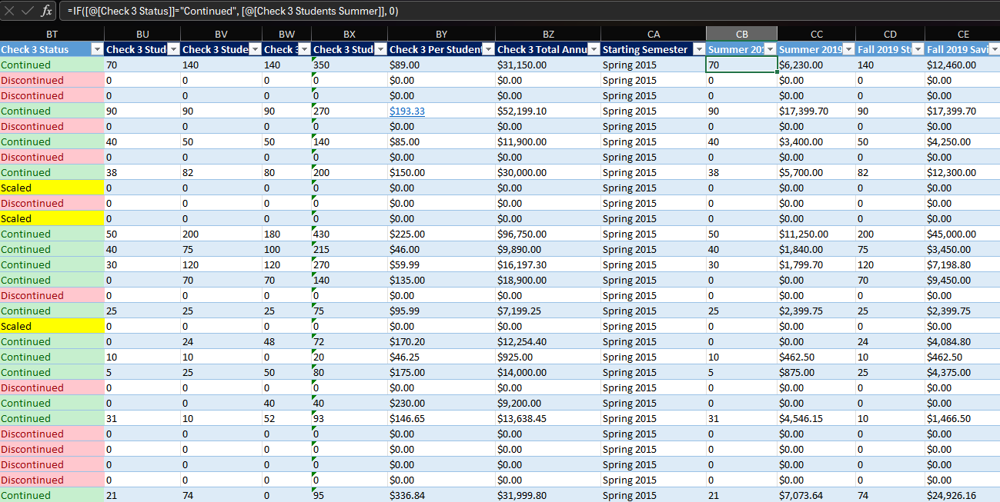 =IF([@[Check 3 Status]]="Continued", [@[Check 3 Students Summer]], 0)
BT BU BV BW BX BY BZ CA CB CC CD CE
Check 3 Status Check 3 Stud Check 3 Stude Check Check 3 Stud Check 3 Per Student Check 3 Total Annu Starting Semester Summer 201 Summer 2019 Fall 2019 St Fall 2019 Savi
Continued 70 140 140 350 $89.00 $31,150.00 Spring 2015 70 $6,230.00 140 $12,460.00
Discontinued 0 0 0 0 $0.00 $0.00 Spring 2015 0 $0.00 0 $0.00
Discontinued 0 0 0 0 $0.00 $0.00 Spring 2015 0 $0.00 0 $0.00
Continued 90 90 90 270 $193.33 $52,199.10 Spring 2015 90 $17,399.70 90 $17,399.70
Discontinued 0 0 0 0 $0.00 $0.00 Spring 2015 0 $0.00 0 $0.00
Continued 40 50 50 140 $85.00 $11,900.00 Spring 2015 40 $3,400.00 50 $4,250.00
Discontinued 0 0 0 0 $0.00 $0.00 Spring 2015 0 $0.00 0 $0.00
Continued 38 82 80 200 $150.00 $30,000.00 Spring 2015 38 $5,700.00 82 $12,300.00
Scaled 0 0 0 0 $0.00 $0.00 Spring 2015 0 $0.00 0 $0.00
Discontinued 0 0 0 0 $0.00 $0.00 Spring 2015 0 $0.00 0 $0.00
Scaled 0 0 0 0 $0.00 $0.00 Spring 2015 0 $0.00 0 $0.00
Continued 50 200 180 430 $225.00 $96,750.00 Spring 2015 50 $11,250.00 200 $45,000.00
Continued 40 75 100 215 $46.00 $9,890.00 Spring 2015 40 $1,840.00 75 $3,450.00
Continued 30 120 120 270 $59.99 $16,197.30 Spring 2015 30 $1,799.70 120 $7,198.80
Continued 0 70 70 140 $135.00 $18,900.00 Spring 2015 0 $0.00 70 $9,450.00
Discontinued 0 0 0 0 $0.00 $0.00 Spring 2015 0 $0.00 0 $0.00
Continued 25 25 25 75 $95.99 $7,199.25 Spring 2015 25 $2,399.75 25 $2,399.75
Scaled 0 0 0 0 $0.00 $0.00 Spring 2015 0 $0.00 0 $0.00
Continued 0 24 48 72 $170.20 $12,254.40 Spring 2015 0 $0.00 24 $4,084.80
Continued 10 10 0 20 $46.25 $925.00 Spring 2015 10 $462.50 10 $462.50
Continued 5 25 50 80 $175.00 $14,000.00 Spring 2015 5 $875.00 25 $4,375.00
Discontinued 0 0 0 0 $0.00 $0.00 Spring 2015 0 $0.00 0 $0.00
Continued 0 0 40 40 $230.00 $9,200.00 Spring 2015 0 $0.00 0 $0.00
Continued 31 10 52 93 $146.65 $13,638.45 Spring 2015 31 $4,546.15 10 $1,466.50
Discontinued 0 0 0 0 $0.00 $0.00 Spring 2015 0 $0.00 0 $0.00
Discontinued 0 0 0 0 $0.00 $0.00 Spring 2015 0 $0.00 0 $0.00
Discontinued 0 0 0 0 $0.00 $0.00 Spring 2015 0 $0.00 0 $0.00
Discontinued 0 0 0 0 $0.00 $0.00 Spring 2015 0 $0.00 0 $0.00
Continued 21 74 0 95 $336.84 $31,999.80 Spring 2015 21 $7,073.64 74 $24,926.16